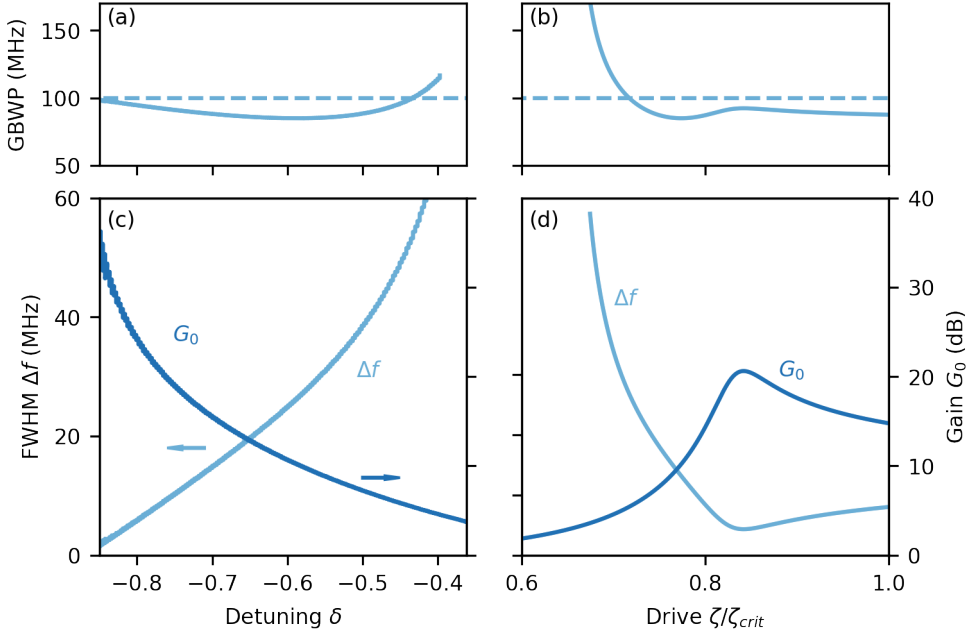 (a)
(b)
GBWP (MHz)
150
100
50
(c)
(d)
FWHM Δf (MHz)
60
40
20
0
G₀
Δf
Δf
G₀
40
30
20
10
0
Gain G₀ (dB)
−0.8 −0.7 −0.6 −0.5 −0.4
0.6 0.8 1.0
Detuning δ
Drive ζ/ζ_crit